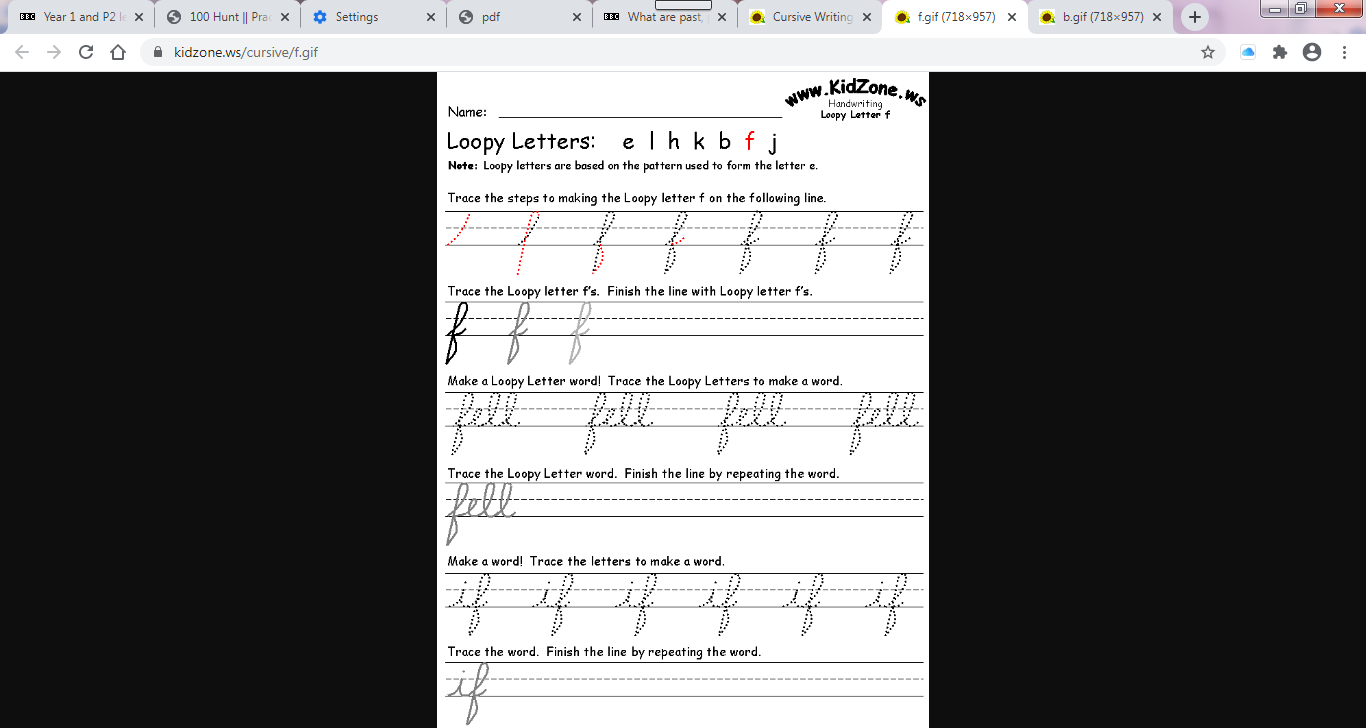 Year 1 and P2 l
100 Hunt || Prac
Settings
pdf
What are past,
Cursive Writing
f.gif (718×957)
b.gif (718×957)
kidzone.ws/cursive/f.gif
www.KidZone.ws
Handwriting
Loopy Letter f
Name:
Loopy Letters: e l h k b f j
Note: Loopy letters are based on the pattern used to form the letter e.
Trace the steps to making the Loopy letter f on the following line.
f f f f f
Trace the Loopy letter f's. Finish the line with Loopy letter f's.
f f f
Make a Loopy Letter word! Trace the Loopy Letters to make a word.
fell fell fell fell
Trace the Loopy Letter word. Finish the line by repeating the word.
fell
Make a word! Trace the letters to make a word.
if if if if if if
Trace the word. Finish the line by repeating the word.
if